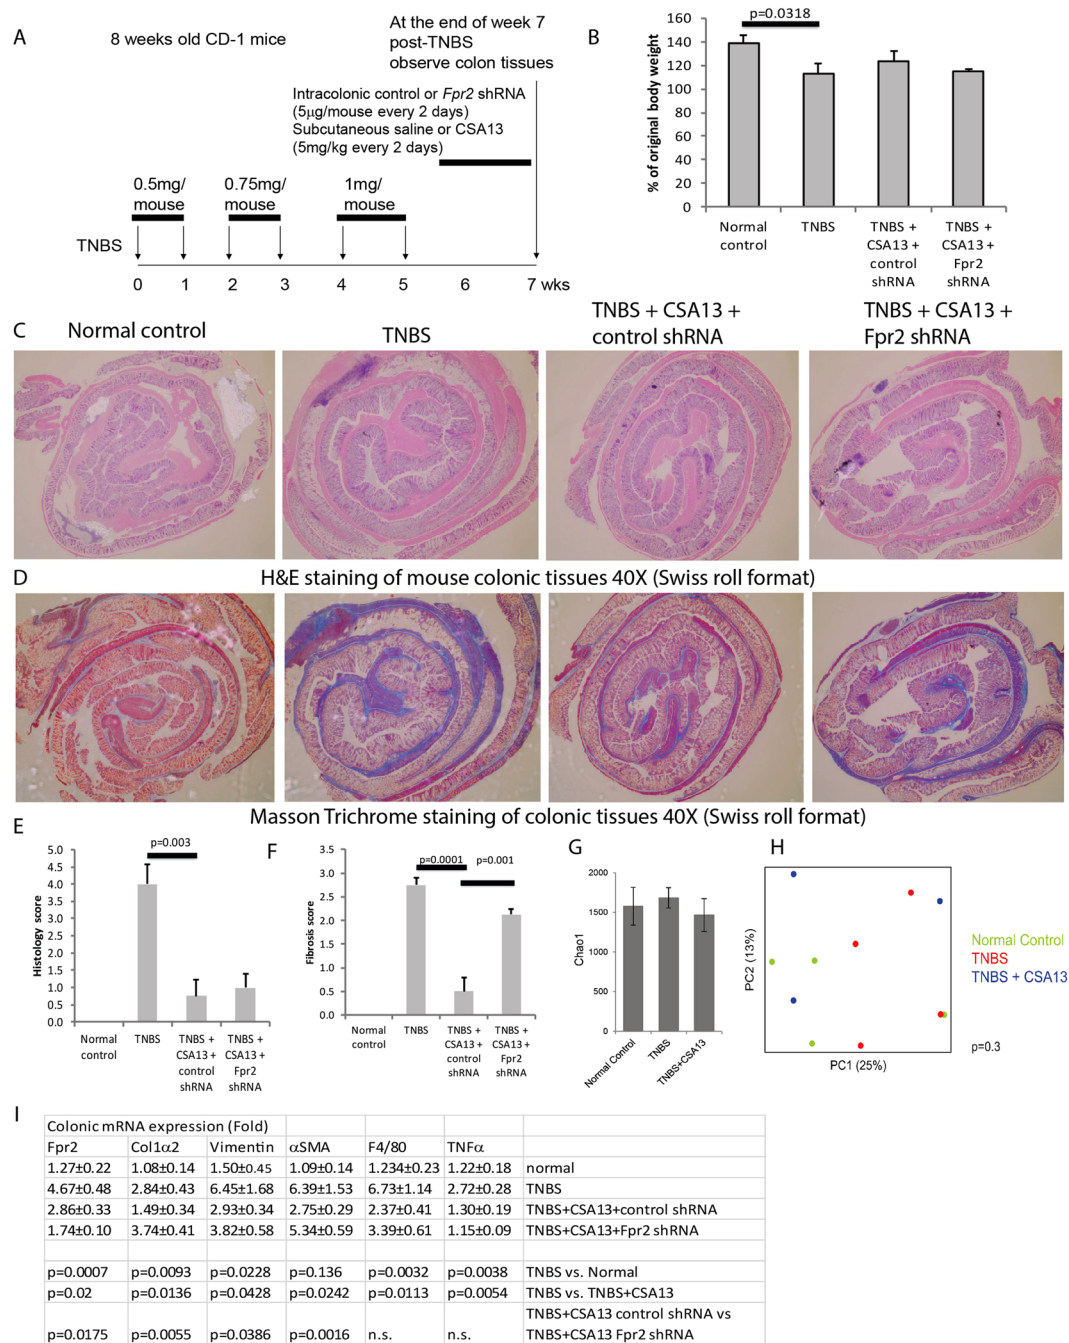 A
8 weeks old CD-1 mice
At the end of week 7
post-TNBS
observe colon tissues
Intracolonic control or Fpr2 shRNA
(5µg/mouse every 2 days)
Subcutaneous saline or CSA13
(5mg/kg every 2 days)
0.5mg/
mouse
0.75mg/
mouse
1mg/
mouse
TNBS
0 1 2 3 4 5 6 7 wks
B
p=0.0318
% of original body weight
160
140
120
100
80
60
40
20
0
Normal
control
TNBS
TNBS +
CSA13 +
control
shRNA
TNBS +
CSA13 +
Fpr2
shRNA
C
Normal control
TNBS
TNBS + CSA13 +
control shRNA
TNBS + CSA13 +
Fpr2 shRNA
H&E staining of mouse colonic tissues 40X (Swiss roll format)
D
Masson Trichrome staining of colonic tissues 40X (Swiss roll format)
E
p=0.003
Histology score
5.0
4.5
4.0
3.5
3.0
2.5
2.0
1.5
1.0
0.5
0.0
Normal
control
TNBS
TNBS +
CSA13 +
control
shRNA
TNBS +
CSA13 +
Fpr2
shRNA
F
p=0.0001
p=0.001
Fibrosis score
3.5
3.0
2.5
2.0
1.5
1.0
0.5
0.0
Normal
control
TNBS
TNBS +
CSA13 +
control
shRNA
TNBS +
CSA13 +
Fpr2
shRNA
G
Chao1
2000
1500
1000
500
0
Normal Control
TNBS
TNBS+CSA13
H
PC2 (13%)
PC1 (25%)
Normal Control
TNBS
TNBS + CSA13
p=0.3
I
Colonic mRNA expression (Fold)
Fpr2 Col1α2 Vimentin αSMA F4/80 TNFα
1.27±0.22 1.08±0.14 1.50±0.45 1.09±0.14 1.234±0.23 1.22±0.18 normal
4.67±0.48 2.84±0.43 6.45±1.68 6.39±1.53 6.73±1.14 2.72±0.28 TNBS
2.86±0.33 1.49±0.34 2.93±0.34 2.75±0.29 2.37±0.41 1.30±0.19 TNBS+CSA13+control shRNA
1.74±0.10 3.74±0.41 3.82±0.58 5.34±0.59 3.39±0.61 1.15±0.09 TNBS+CSA13+Fpr2 shRNA
p=0.0007 p=0.0093 p=0.0228 p=0.136 p=0.0032 p=0.0038 TNBS vs. Normal
p=0.02 p=0.0136 p=0.0428 p=0.0242 p=0.0113 p=0.0054 TNBS vs. TNBS+CSA13
TNBS+CSA13 control shRNA vs
p=0.0175 p=0.0055 p=0.0386 p=0.0016 n.s. n.s. TNBS+CSA13 Fpr2 shRNA